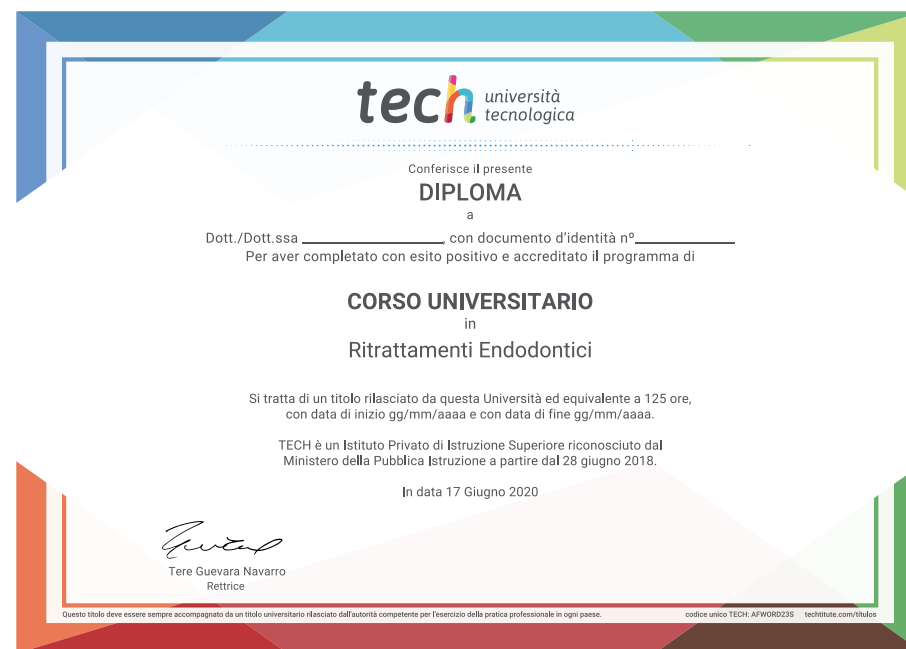 tech università
tecnologica
Conferisce il presente
DIPLOMA
a
Dott./Dott.ssa ____________________, con documento d'identità nº______________
Per aver completato con esito positivo e accreditato il programma di
CORSO UNIVERSITARIO
in
Ritrattamenti Endodontici
Si tratta di un titolo rilasciato da questa Università ed equivalente a 125 ore,
con data di inizio gg/mm/aaaa e con data di fine gg/mm/aaaa.
TECH è un Istituto Privato di Istruzione Superiore riconosciuto dal
Ministero della Pubblica Istruzione a partire dal 28 giugno 2018.
In data 17 Giugno 2020
Tere Guevara Navarro
Rettrice
Questo titolo deve essere sempre accompagnato da un titolo universitario rilasciato dall'autorità competente per l'esercizio della pratica professionale in ogni paese. codice unico TECH: AFWORD23S techtitute.com/titulos